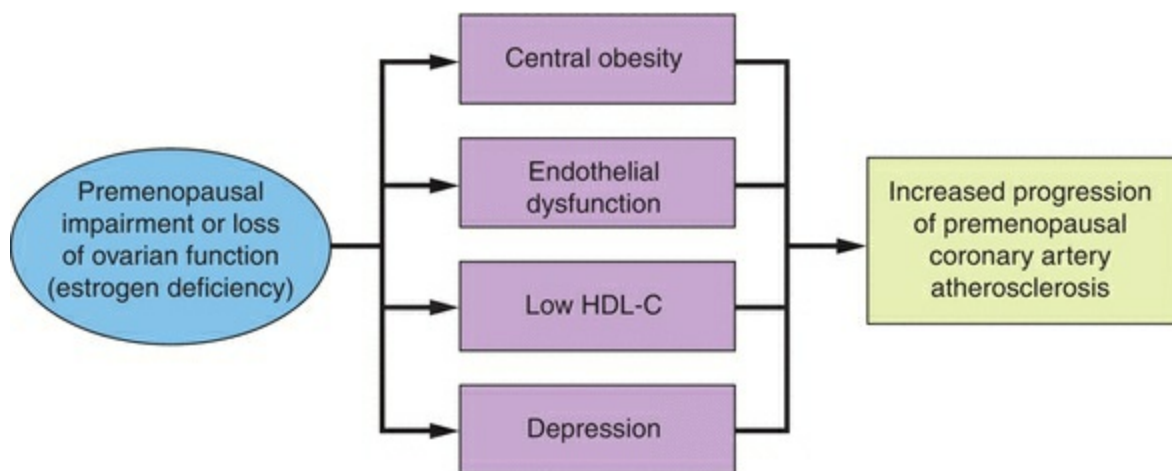 Central obesity
Premenopausal
impairment or loss
of ovarian function
(estrogen deficiency)
Endothelial
dysfunction
Low HDL-C
Depression
Increased progression
of premenopausal
coronary artery
atherosclerosis